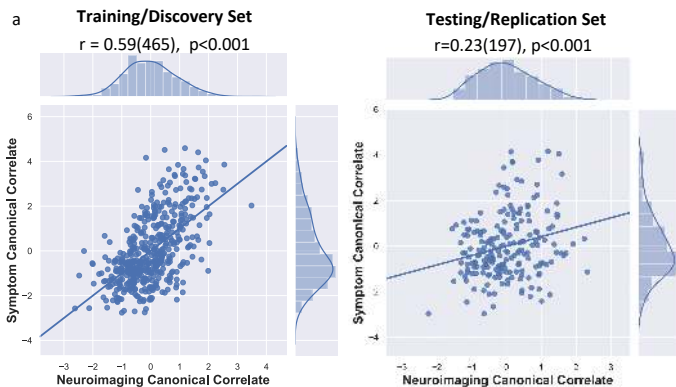 a
Training/Discovery Set
r = 0.59(465), p<0.001
Symptom Canonical Correlate
6
4
2
0
−2
−4
−3 −2 −1 0 1 2 3 4
Neuroimaging Canonical Correlate
Testing/Replication Set
r=0.23(197), p<0.001
Symptom Canonical Correlate
6
4
2
0
−2
−4
−3 −2 −1 0 1 2 3 4
Neuroimaging Canonical Correlate